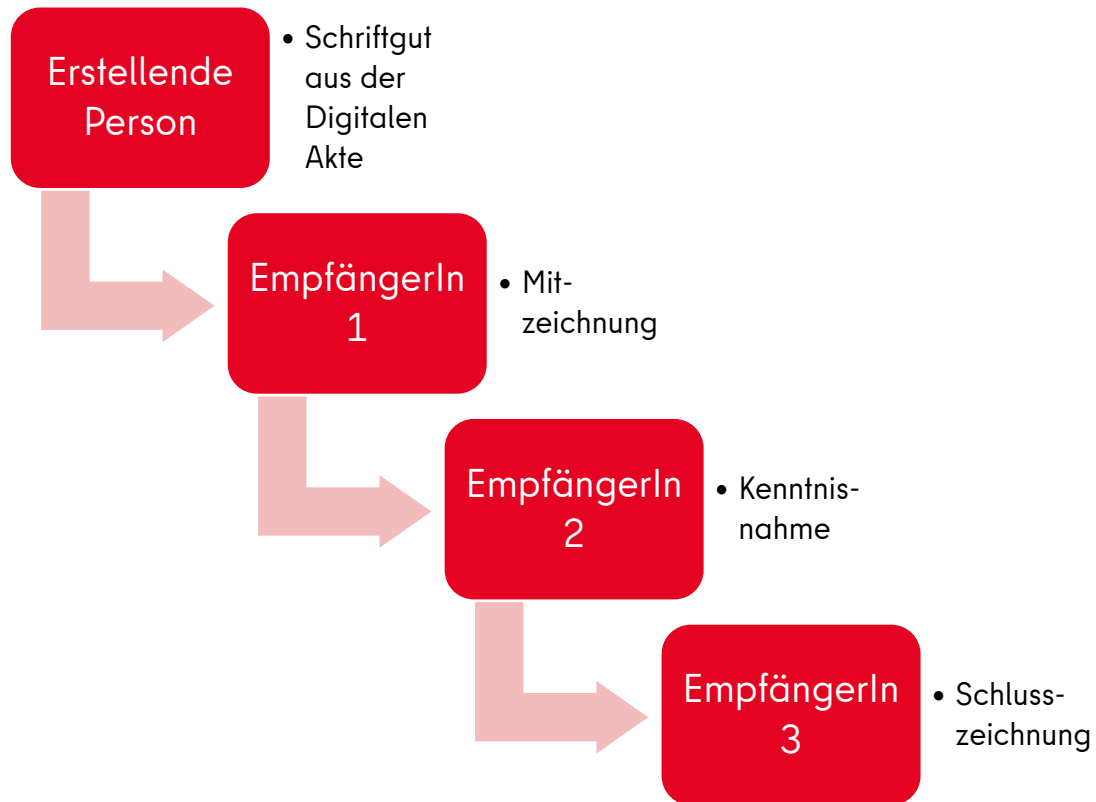 Erstellende
Person
• Schriftgut
aus der
Digitalen
Akte
EmpfängerIn
1
• Mit-
zeichnung
EmpfängerIn
2
• Kenntnis-
nahme
EmpfängerIn
3
• Schluss-
zeichnung